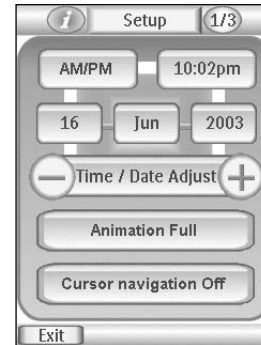 i Setup 1/3
AM/PM 10:02pm
16 Jun 2003
Time / Date Adjust
Animation Full
Cursor navigation Off
Exit